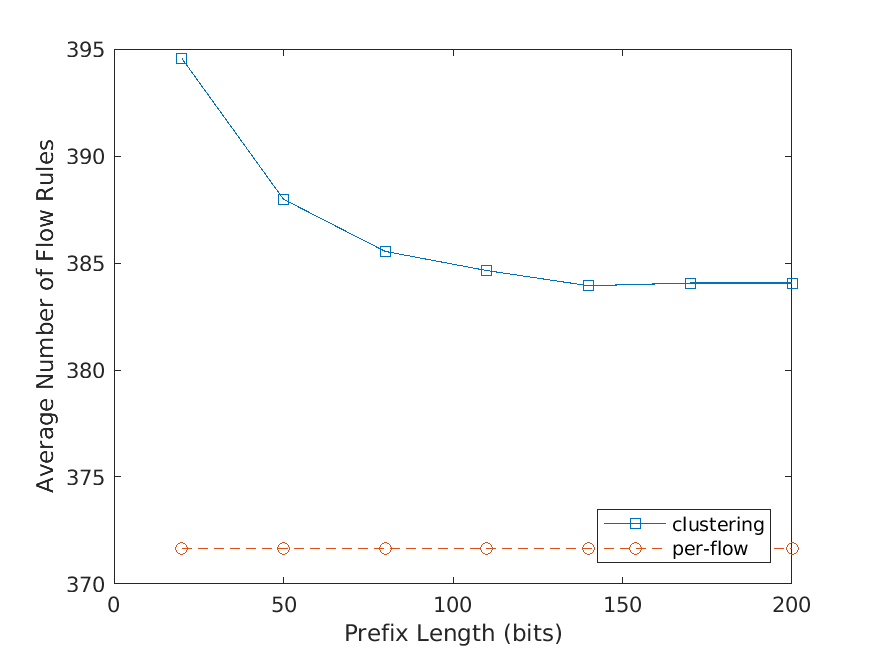 395
390
385
380
375
370
Average Number of Flow Rules
clustering
per-flow
0 50 100 150 200
Prefix Length (bits)